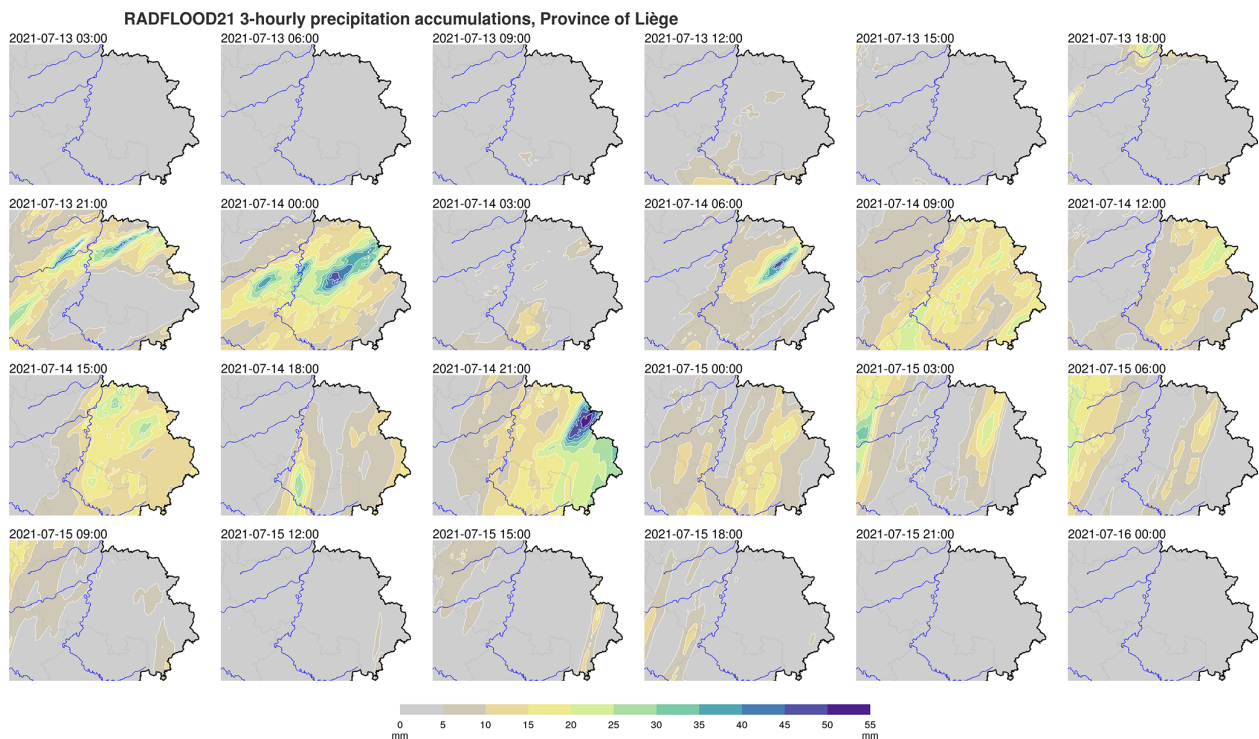 RADFLOOD21 3-hourly precipitation accumulations, Province of Liège
2021-07-13 03:00 2021-07-13 06:00 2021-07-13 09:00 2021-07-13 12:00 2021-07-13 15:00 2021-07-13 18:00
2021-07-13 21:00 2021-07-14 00:00 2021-07-14 03:00 2021-07-14 06:00 2021-07-14 09:00 2021-07-14 12:00
2021-07-14 15:00 2021-07-14 18:00 2021-07-14 21:00 2021-07-15 00:00 2021-07-15 03:00 2021-07-15 06:00
2021-07-15 09:00 2021-07-15 12:00 2021-07-15 15:00 2021-07-15 18:00 2021-07-15 21:00 2021-07-16 00:00
0 5 10 15 20 25 30 35 40 45 50 55
mm mm